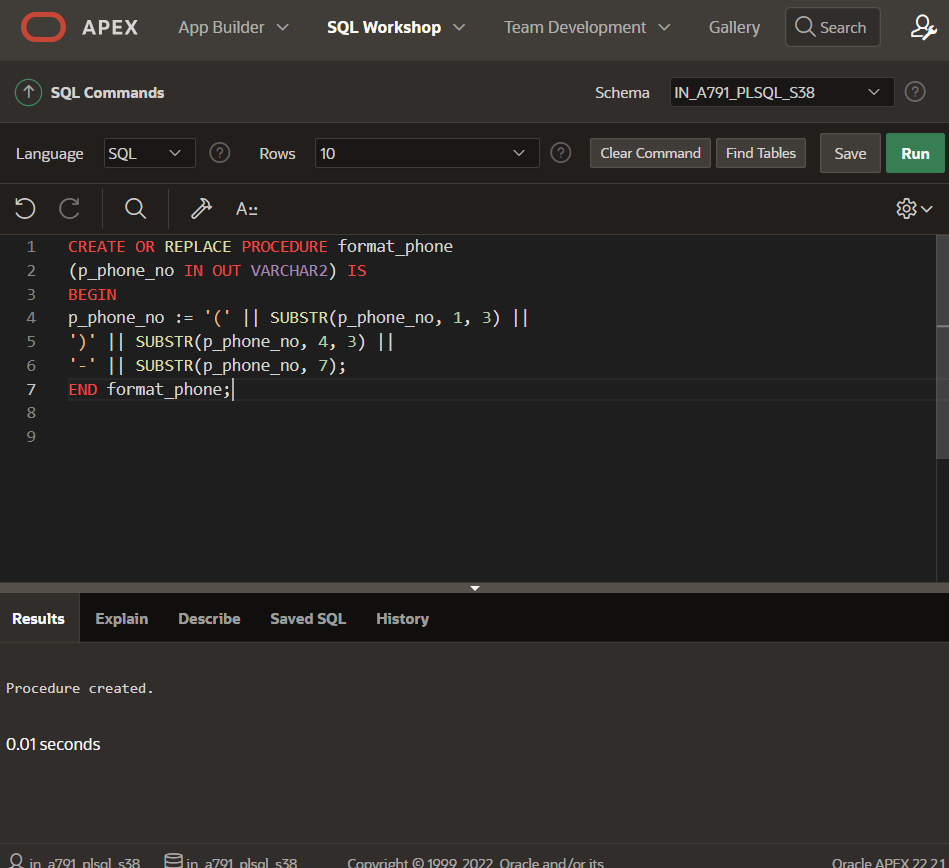 APEX App Builder SQL Workshop Team Development Gallery Search
SQL Commands Schema IN_A791_PLSQL_S38 ?
Language SQL ? Rows 10 ? Clear Command Find Tables Save Run
A::
1 CREATE OR REPLACE PROCEDURE format_phone
2 (p_phone_no IN OUT VARCHAR2) IS
3 BEGIN
4 p_phone_no := '(' || SUBSTR(p_phone_no, 1, 3) ||
5 ')' || SUBSTR(p_phone_no, 4, 3) ||
6 '-' || SUBSTR(p_phone_no, 7);
7 END format_phone;
8
9
Results Explain Describe Saved SQL History
Procedure created.
0.01 seconds
in_a791_plsql_s38 in_a791_plsql_s38 Copyright © 1999, 2022, Oracle and/or its Oracle APEX 22.2.1